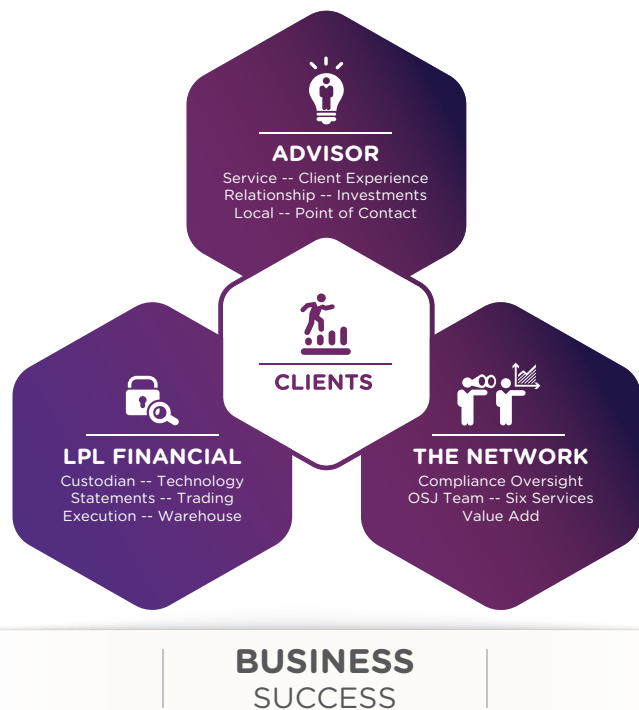 ADVISOR
Service -- Client Experience
Relationship -- Investments
Local -- Point of Contact
CLIENTS
LPL FINANCIAL
Custodian -- Technology
Statements -- Trading
Execution -- Warehouse
THE NETWORK
Compliance Oversight
OSJ Team -- Six Services
Value Add
BUSINESS
SUCCESS